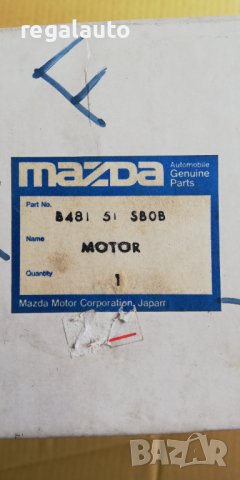 regalauto
mazda
Automobile
Genuine
Parts
Part No.
B481 51 SB0B
Name
MOTOR
Quantity
1
Mazda Motor Corporation, Japan
BAZAR